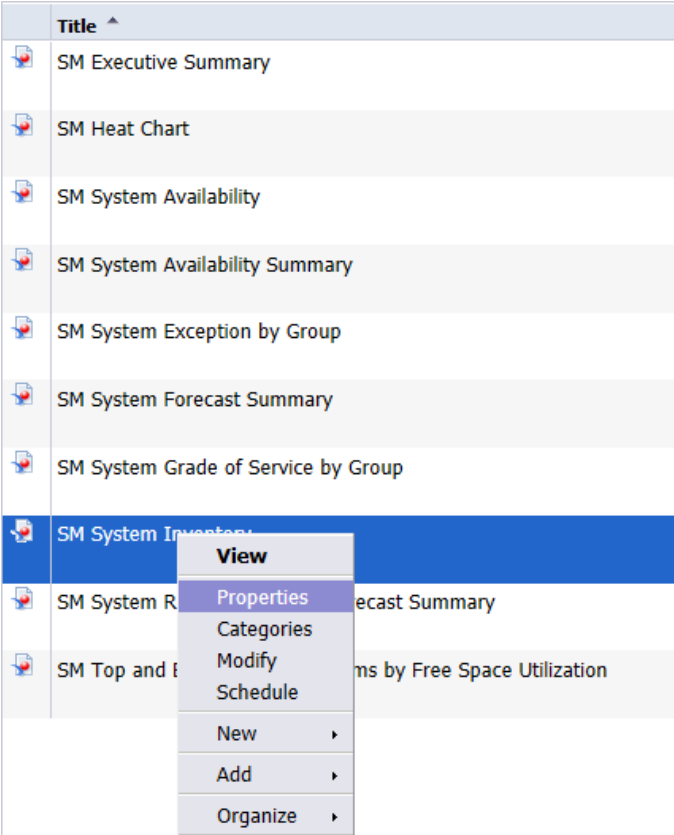 Title
SM Executive Summary
SM Heat Chart
SM System Availability
SM System Availability Summary
SM System Exception by Group
SM System Forecast Summary
SM System Grade of Service by Group
SM System Inventory
View
Properties
SM System R ecast Summary
Categories
Modify
SM Top and ms by Free Space Utilization
Schedule
New
Add
Organize